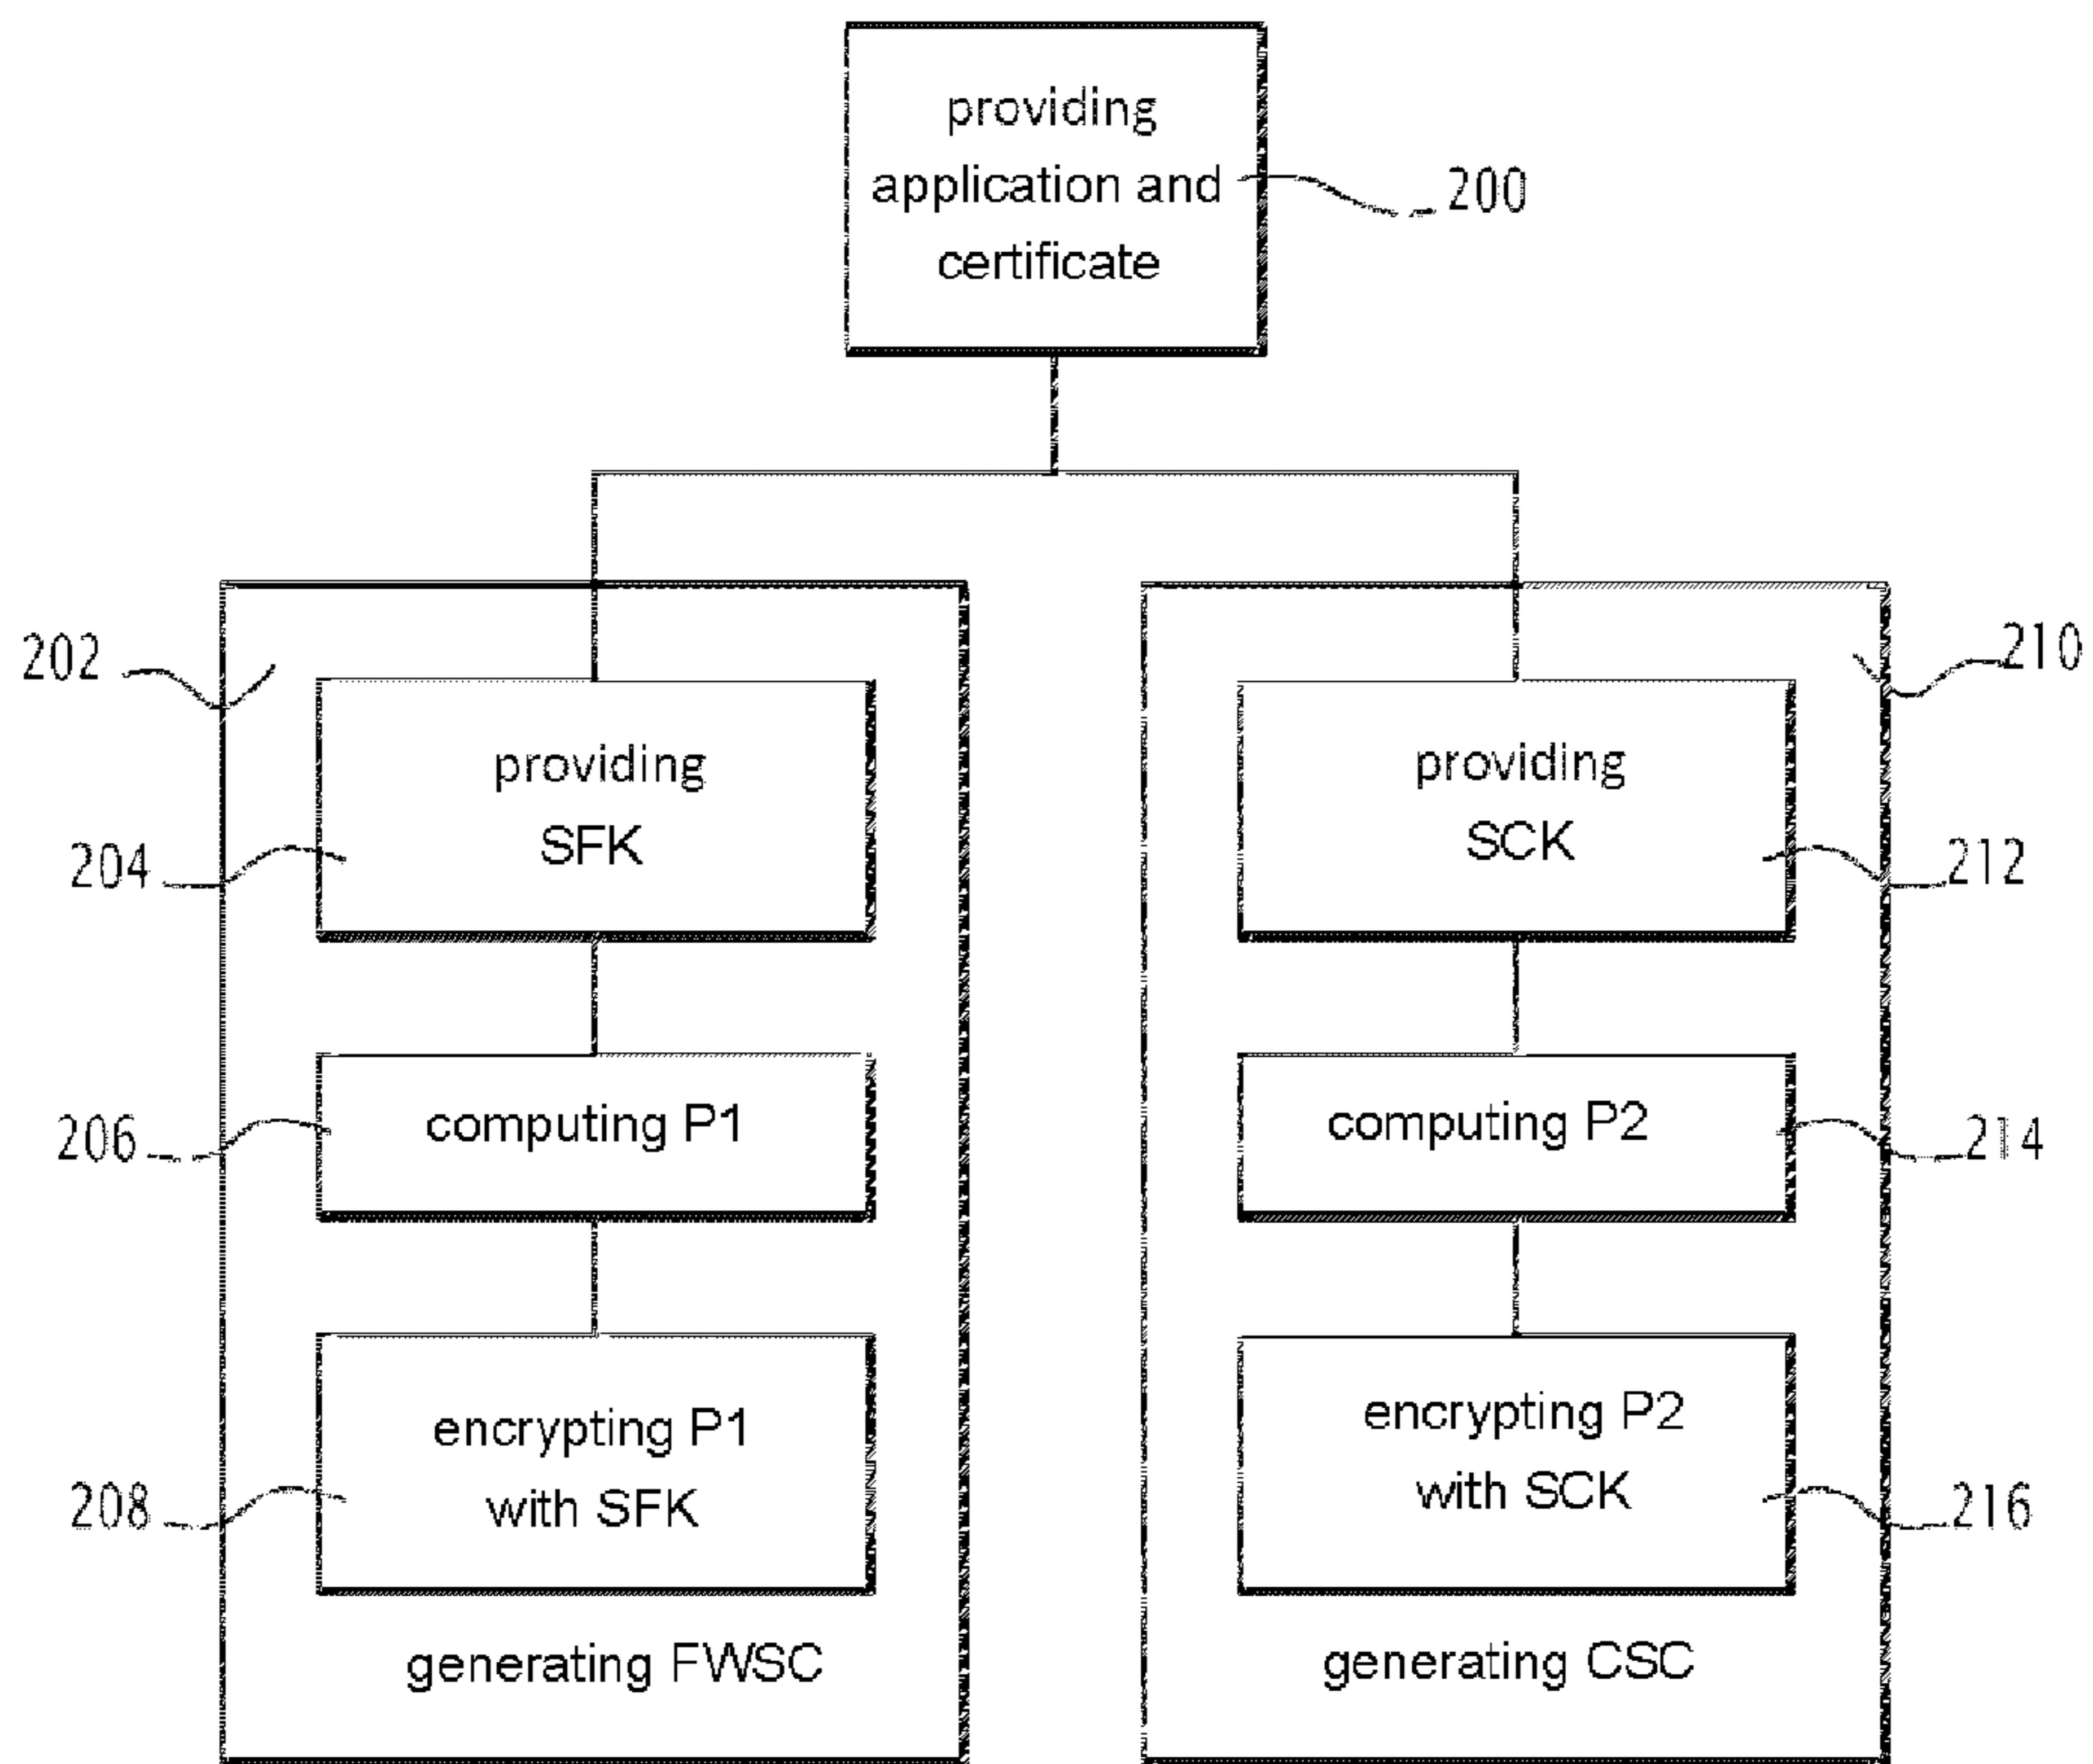 providing
application and
certificate
200
202
providing
SFK
204
computing P1
206
encrypting P1
with SFK
208
generating FWSC
210
providing
SCK
212
computing P2
214
encrypting P2
with SCK
216
generating CSC